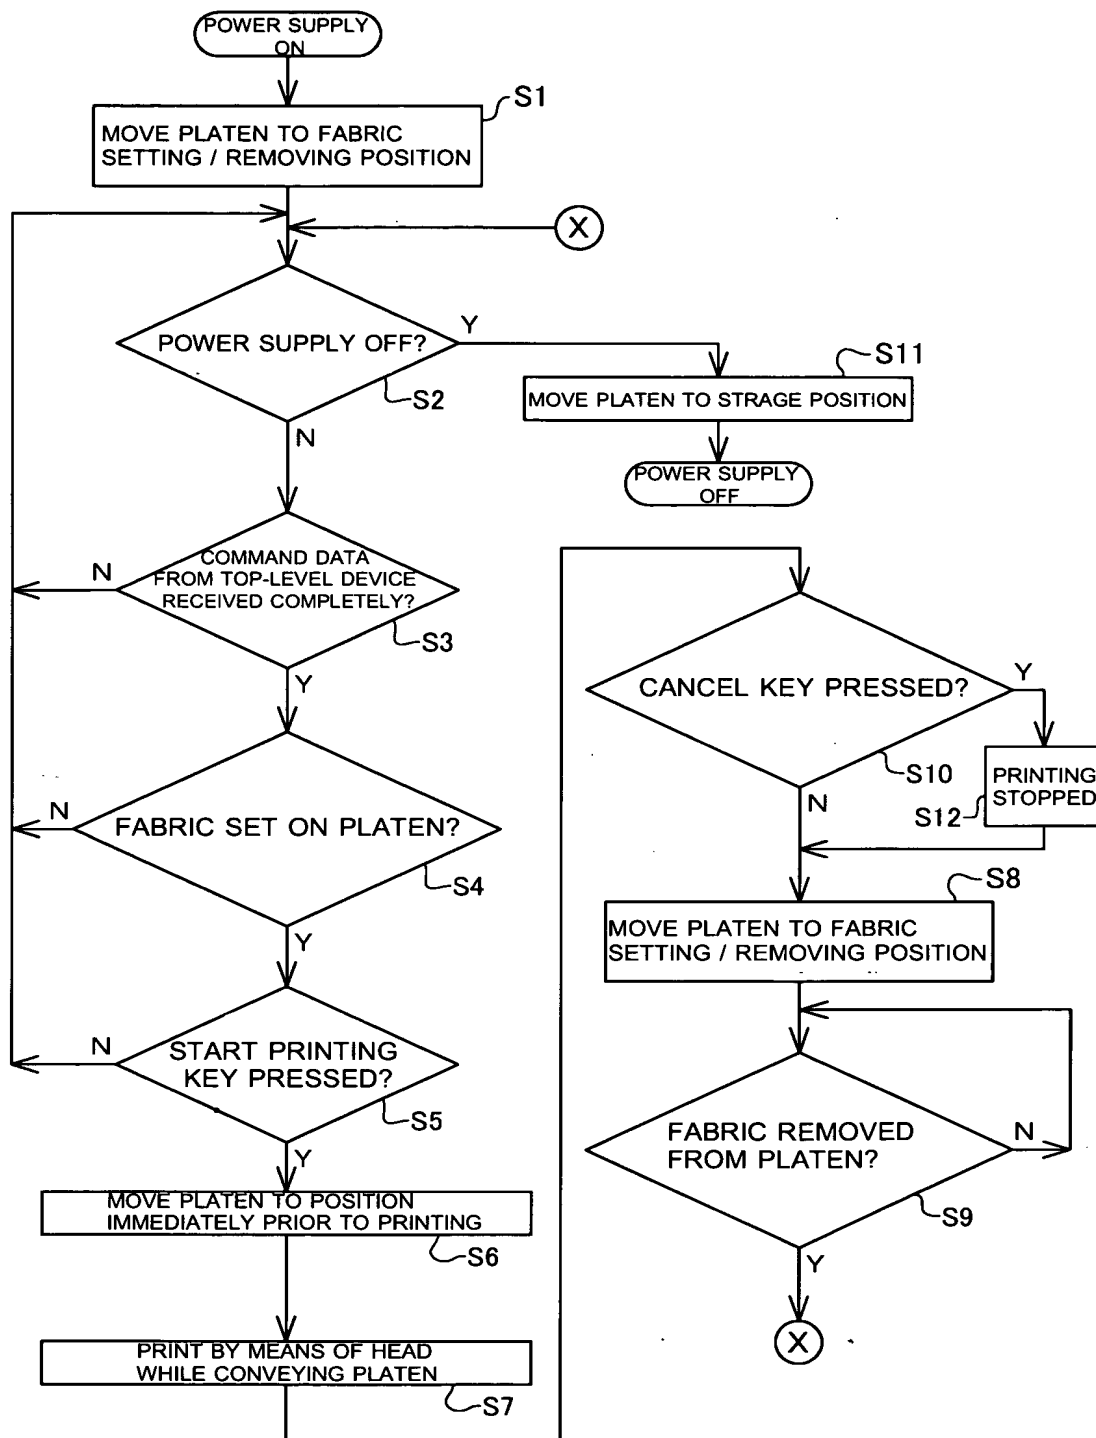 POWER SUPPLY
ON
S1
MOVE PLATEN TO FABRIC
SETTING / REMOVING POSITION
X
POWER SUPPLY OFF?
Y
S2
N
S11
MOVE PLATEN TO STRAGE POSITION
POWER SUPPLY
OFF
COMMAND DATA
FROM TOP-LEVEL DEVICE
RECEIVED COMPLETELY?
N
S3
Y
FABRIC SET ON PLATEN?
N
S4
Y
START PRINTING
KEY PRESSED?
N
S5
Y
MOVE PLATEN TO POSITION
IMMEDIATELY PRIOR TO PRINTING
S6
PRINT BY MEANS OF HEAD
WHILE CONVEYING PLATEN
S7
CANCEL KEY PRESSED?
Y
S10
N
PRINTING
STOPPED
S12
S8
MOVE PLATEN TO FABRIC
SETTING / REMOVING POSITION
FABRIC REMOVED
FROM PLATEN?
N
S9
Y
X